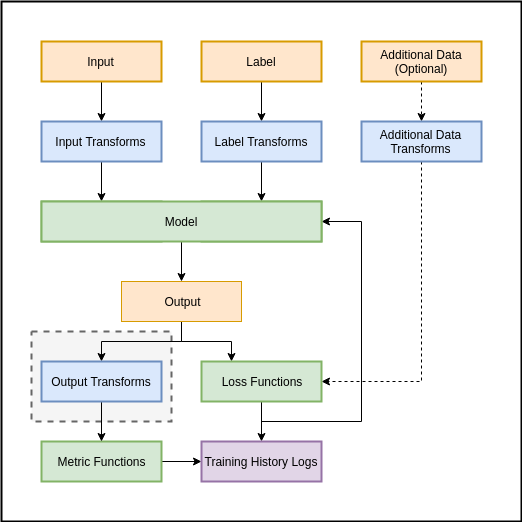 Input
Label
Additional Data
(Optional)
Input Transforms
Label Transforms
Additional Data
Transforms
Model
Output
Output Transforms
Loss Functions
Metric Functions
Training History Logs